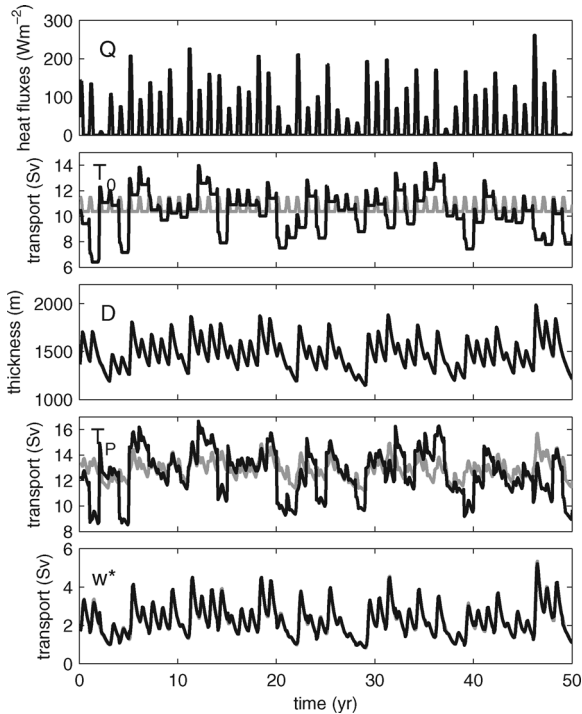 Q
heat fluxes (Wm⁻²)
300
200
100
0
T₀
transport (Sv)
14
12
10
8
6
D
thickness (m)
2000
1500
1000
T_P
transport (Sv)
16
14
12
10
8
w*
transport (Sv)
6
4
2
0
0 10 20 30 40 50
time (yr)